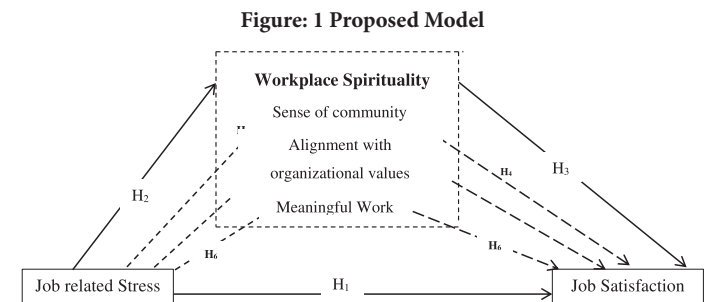 Figure: 1 Proposed Model
Workplace Spirituality
Sense of community
Alignment with
organizational values
Meaningful Work
H2
H3
H4
H6
H6
Job related Stress
H1
Job Satisfaction